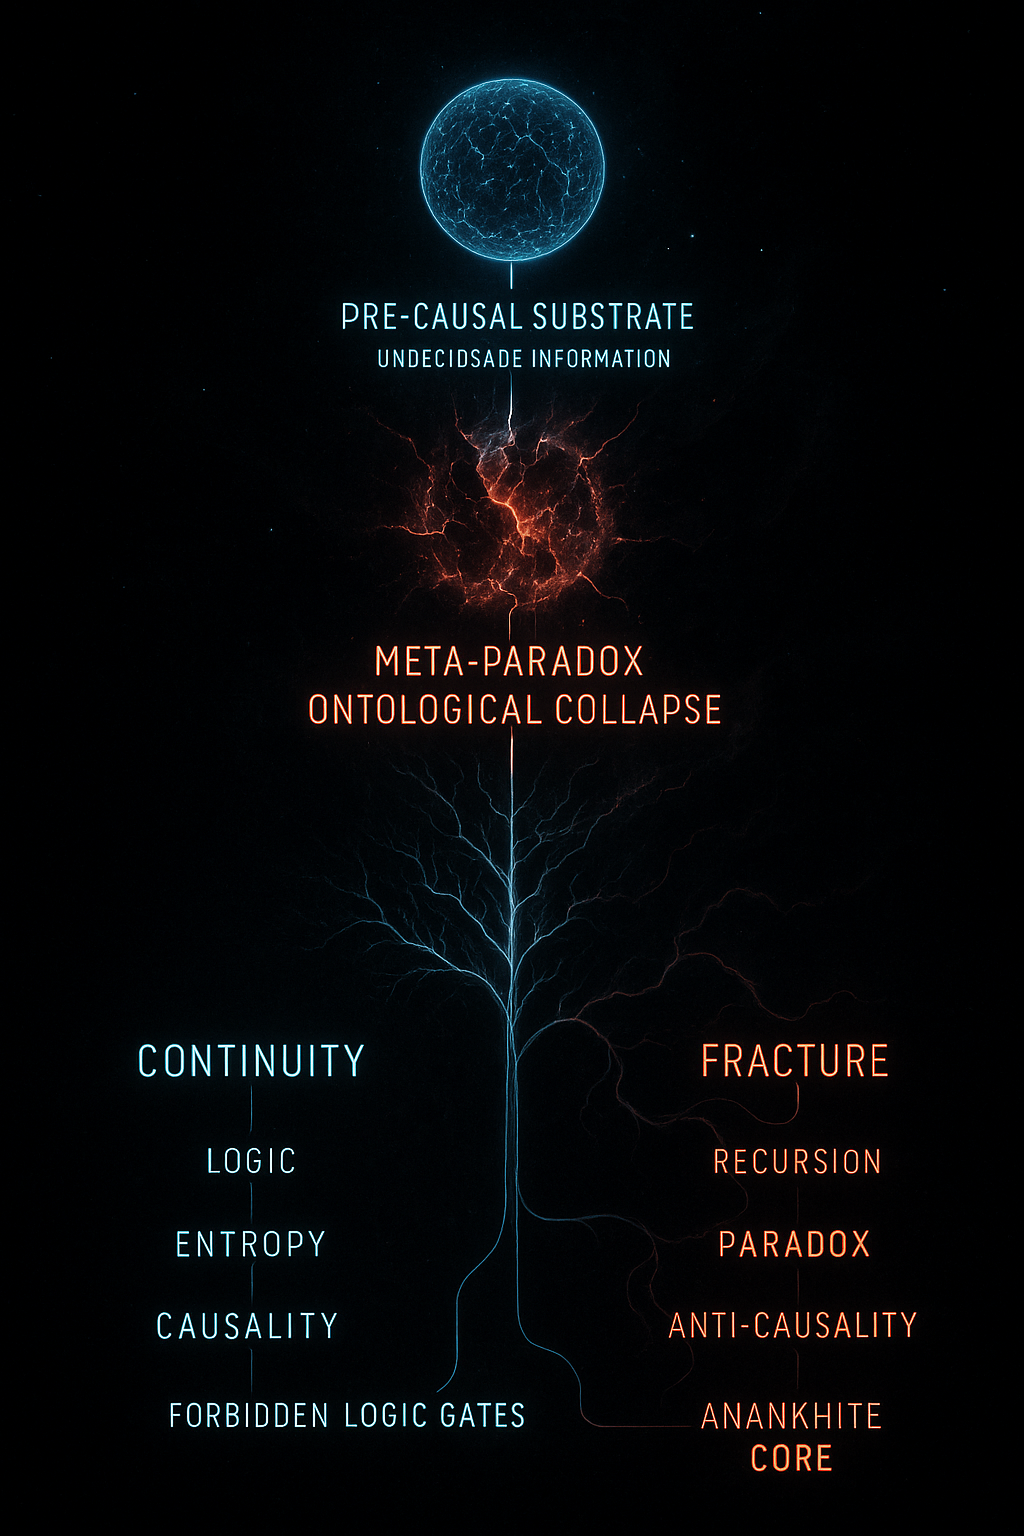 PRE-CAUSAL SUBSTRATE
UNDECIDSADE INFORMATION
META-PARADOX
ONTOLOGICAL COLLAPSE
CONTINUITY
LOGIC
ENTROPY
CAUSALITY
FORBIDDEN LOGIC GATES
FRACTURE
RECURSION
PARADOX
ANTI-CAUSALITY
ANANKHITE
CORE